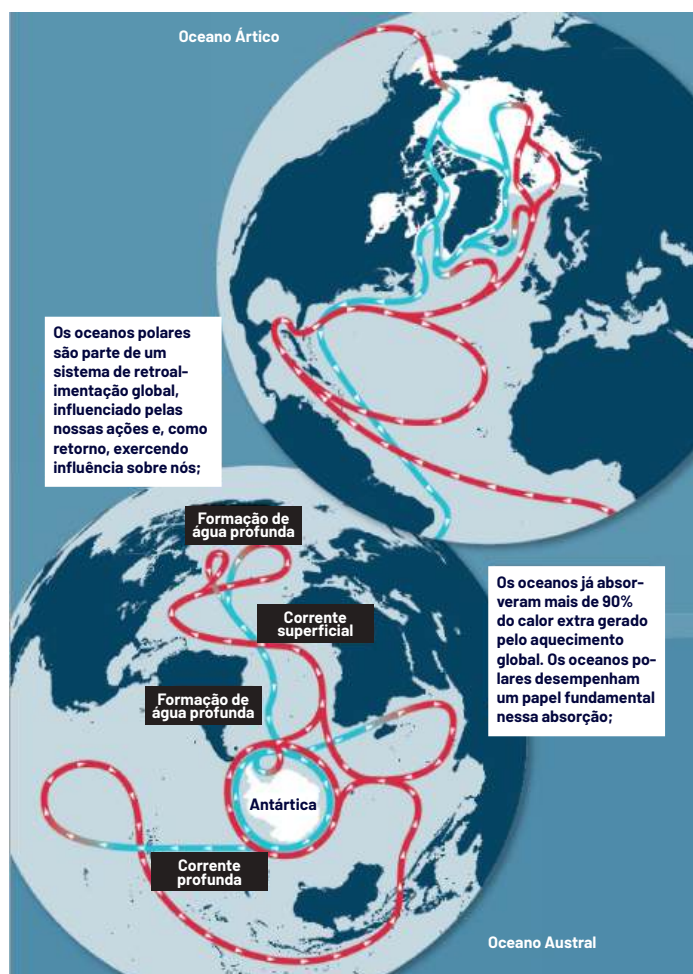 Oceano Ártico
Os oceanos polares
são parte de um
sistema de retroal-
imentação global,
influenciado pelas
nossas ações e, como
retorno, exercendo
influência sobre nós;
Formação de
água profunda
Corrente
superficial
Os oceanos já absor-
veram mais de 90%
do calor extra gerado
pelo aquecimento
global. Os oceanos po-
lares desempenham
um papel fundamental
nessa absorção;
Formação de
água profunda
Antártica
Corrente
profunda
Oceano Austral